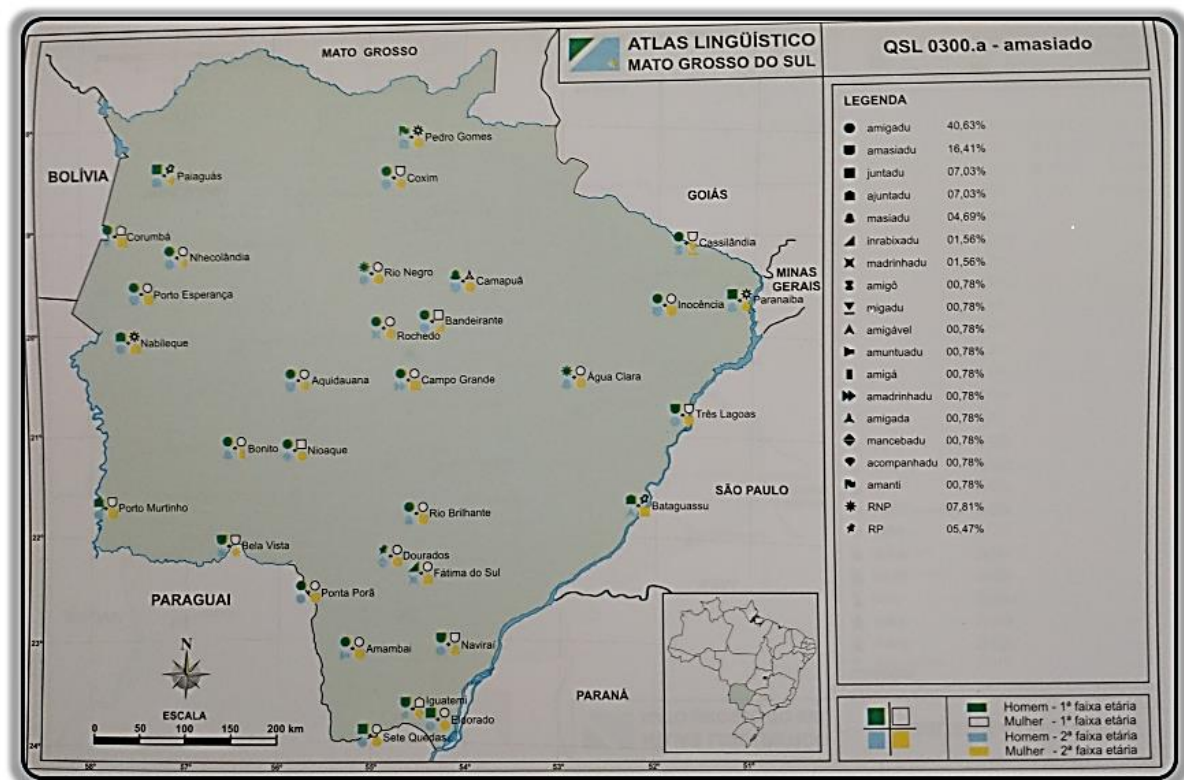 ATLAS LINGÜÍSTICO
MATO GROSSO DO SUL
QSL 0300.a - amasiado
MATO GROSSO
BOLÍVIA
GOIÁS
MINAS
GERAIS
SÃO PAULO
PARAGUAI
PARANÁ
Pedro Gomes
Paiaguás
Coxim
Corumbá
Cassilândia
Nhecolândia
Rio Negro
Camapuã
Porto Esperança
Inocência
Paranaíba
Bandeirante
Rochedo
Nabileque
Aquidauana
Campo Grande
Água Clara
Três Lagoas
Bonito
Nioaque
Porto Murtinho
Bataguassu
Rio Brilhante
Bela Vista
Dourados
Fátima do Sul
Ponta Porã
Amambai
Naviraí
Iguatemi
Eldorado
Sete Quedas
N
ESCALA
0 50 100 150 200 km
LEGENDA
amigadu 40,63%
amasiadu 16,41%
juntadu 07,03%
ajuntadu 07,03%
masiadu 04,69%
inrabixadu 01,56%
madrinhadu 01,56%
amigô 00,78%
migadu 00,78%
amigável 00,78%
amuntuadu 00,78%
amigá 00,78%
amadrinhadu 00,78%
amigada 00,78%
mancebadu 00,78%
acompanhadu 00,78%
amanti 00,78%
RNP 07,81%
RP 05,47%
Homem - 1ª faixa etária
Mulher - 1ª faixa etária
Homem - 2ª faixa etária
Mulher - 2ª faixa etária